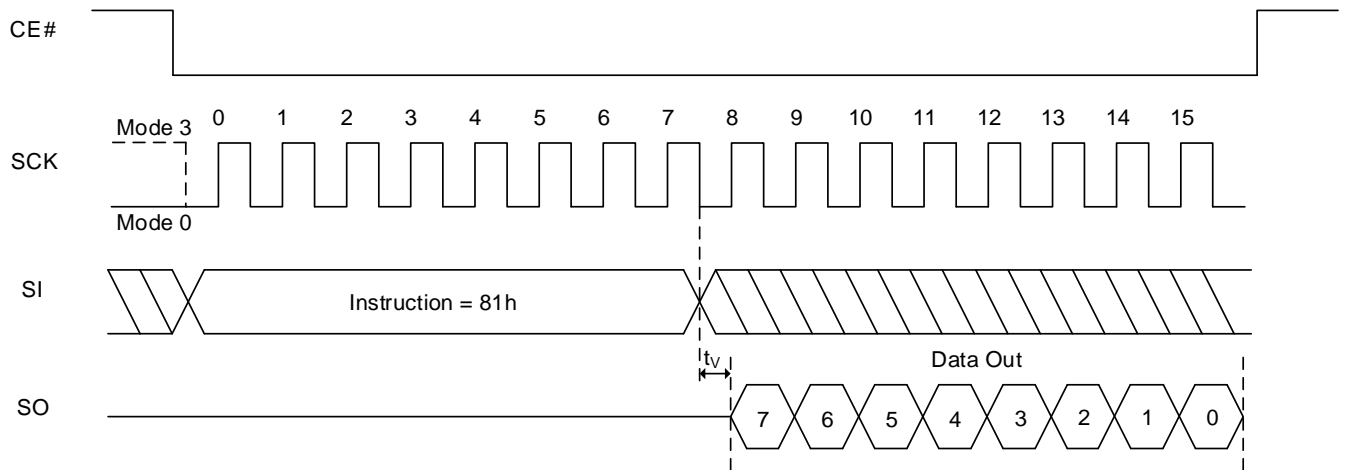 CE#
Mode 3
0 1 2 3 4 5 6 7 8 9 10 11 12 13 14 15
SCK
Mode 0
SI
Instruction = 81h
tV
Data Out
SO
7 6 5 4 3 2 1 0